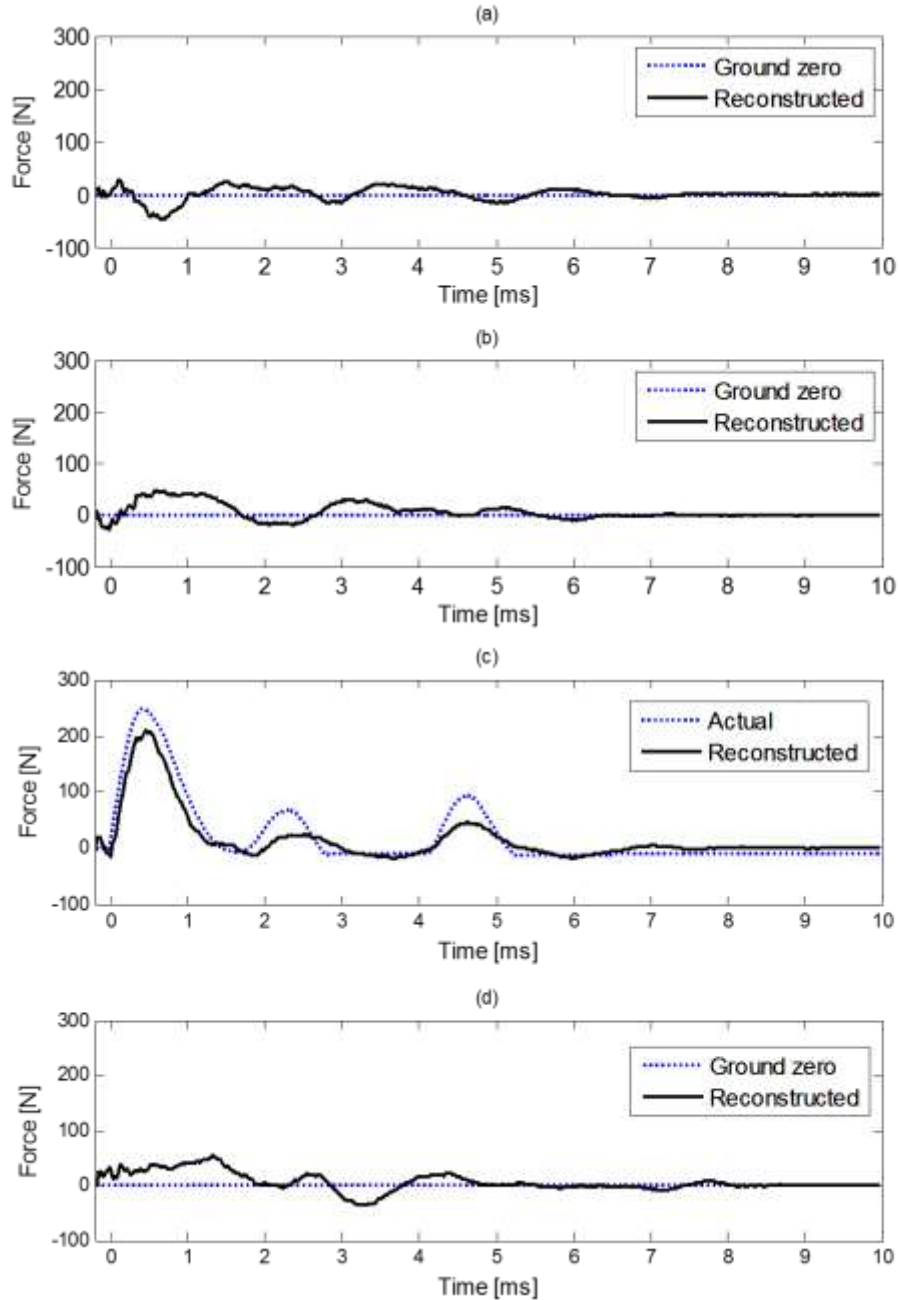 (a)
300
200
100
0
-100
Force [N]
Ground zero
Reconstructed
0 1 2 3 4 5 6 7 8 9 10
Time [ms]
(b)
300
200
100
0
-100
Force [N]
Ground zero
Reconstructed
0 1 2 3 4 5 6 7 8 9 10
Time [ms]
(c)
300
200
100
0
-100
Force [N]
Actual
Reconstructed
0 1 2 3 4 5 6 7 8 9 10
Time [ms]
(d)
300
200
100
0
-100
Force [N]
Ground zero
Reconstructed
0 1 2 3 4 5 6 7 8 9 10
Time [ms]